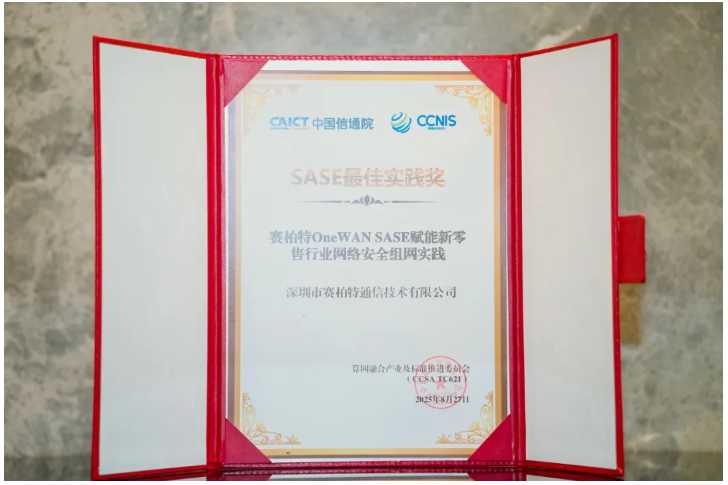 CAICT 中国信通院 CCNIS
SASE最佳实践奖
赛柏特OneWAN SASE赋能新零
售行业网络安全组网实践
深圳市赛柏特通信技术有限公司
算网融合产业及标准推进委员会
（CCSA TC621）
2025年8月27日